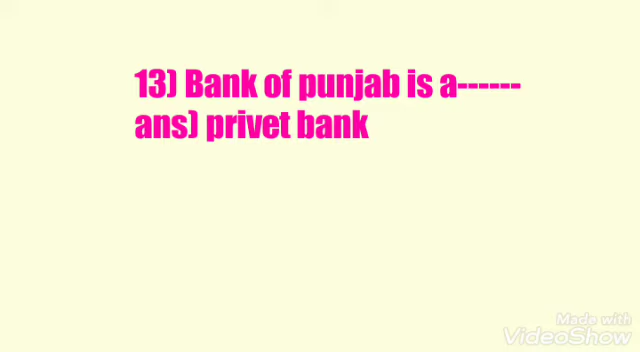 13) Bank of punjab is a------
ans) privet bank
Made with
VideoShow